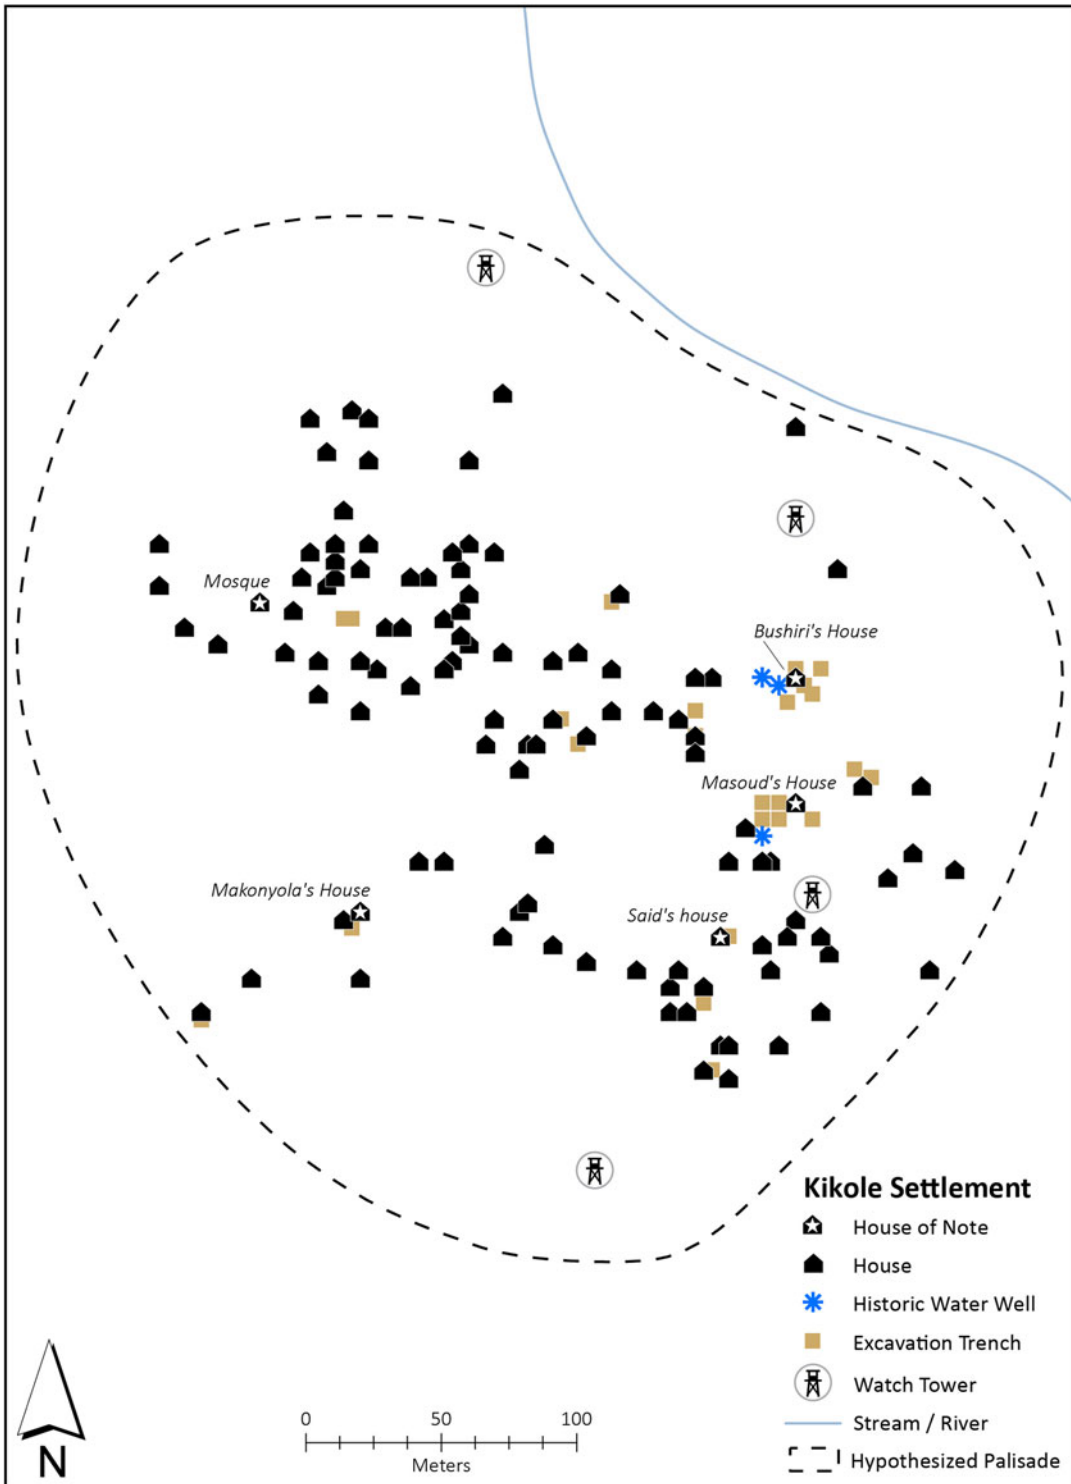 Mosque
Bushiri's House
Masoud's House
Makonyola's House
Said's house
Kikole Settlement
House of Note
House
Historic Water Well
Excavation Trench
Watch Tower
Stream / River
Hypothesized Palisade
N
0 50 100
Meters